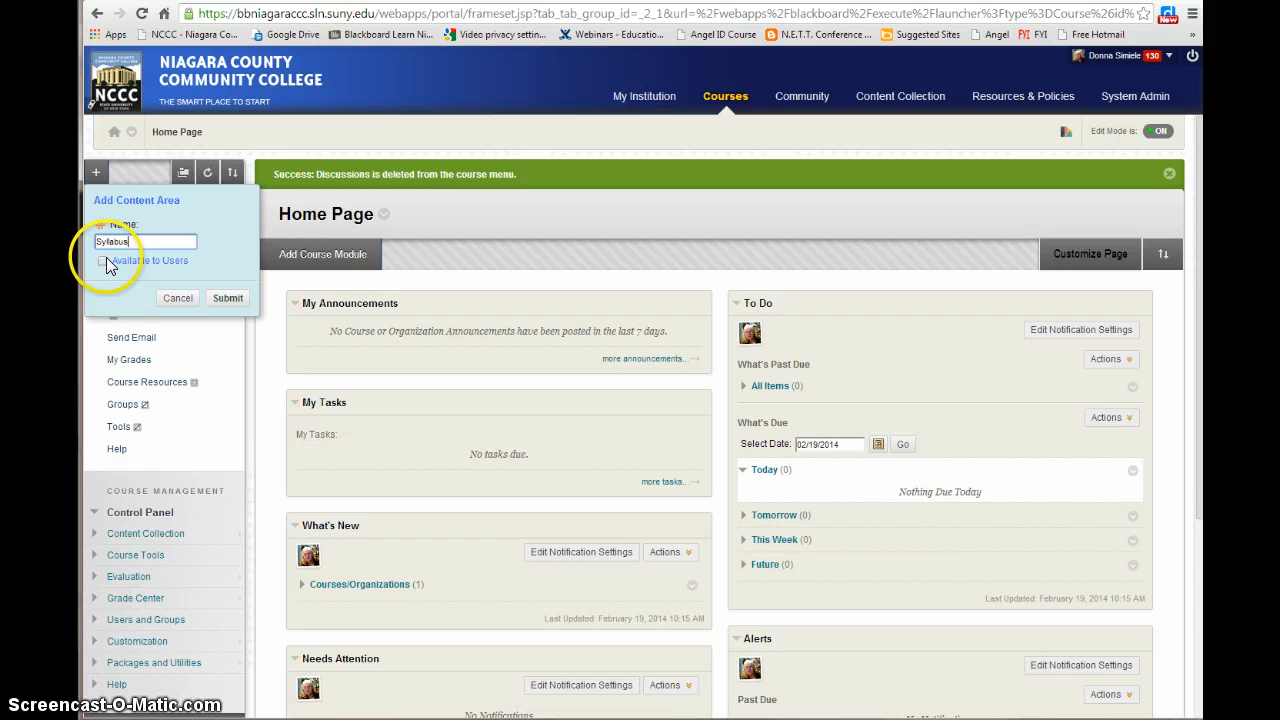 https://bbniagaraccc.sln.suny.edu/webapps/portal/frameset.jsp?tab_tab_group_id=_2_1&url=%2Fwebapps%2Fblackboard%2Fexecute%2Flauncher%3Ftype%3DCourse%26id%
New
Apps
NCCC - Niagara Co...
Google Drive
Blackboard Learn Ni...
Video privacy settin...
Webinars - Educatio...
Angel ID Course
N.E.T.T. Conference ...
Suggested Sites
Angel
FYI FYI
Free Hotmail
»
NIAGARA COUNTY
COMMUNITY COLLEGE
THE SMART PLACE TO START
NCCC
Donna Simiele 130
My Institution
Courses
Community
Content Collection
Resources & Policies
System Admin
Home Page
Edit Mode is: ON
Success: Discussions is deleted from the course menu.
Add Content Area
Name:
Syllabus
Available to Users
Cancel
Submit
Send Email
My Grades
Course Resources
Groups
Tools
Help
COURSE MANAGEMENT
Control Panel
Content Collection
Course Tools
Evaluation
Grade Center
Users and Groups
Customization
Packages and Utilities
Help
Home Page
Add Course Module
Customize Page
My Announcements
No Course or Organization Announcements have been posted in the last 7 days.
more announcements...
My Tasks
My Tasks:
No tasks due.
more tasks...
What's New
Edit Notification Settings
Actions
Courses/Organizations (1)
Last Updated: February 19, 2014 10:15 AM
Needs Attention
Edit Notification Settings
Actions
No Notifications
To Do
Edit Notification Settings
Actions
What's Past Due
All Items (0)
Actions
What's Due
Select Date: 02/19/2014 Go
Today (0)
Nothing Due Today
Tomorrow (0)
This Week (0)
Future (0)
Last Updated: February 19, 2014 10:15 AM
Alerts
Edit Notification Settings
Actions
Past Due
Screencast-O-Matic.com